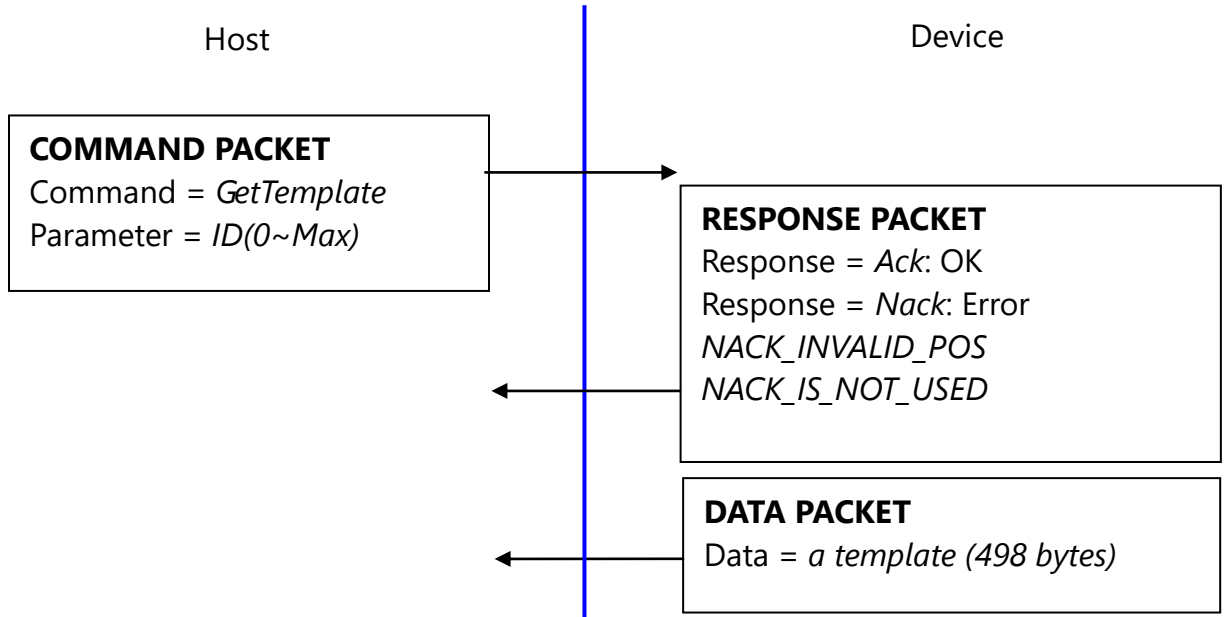 Host
Device
COMMAND PACKET
Command = GetTemplate
Parameter = ID(0~Max)
RESPONSE PACKET
Response = Ack: OK
Response = Nack: Error
NACK_INVALID_POS
NACK_IS_NOT_USED
DATA PACKET
Data = a template (498 bytes)